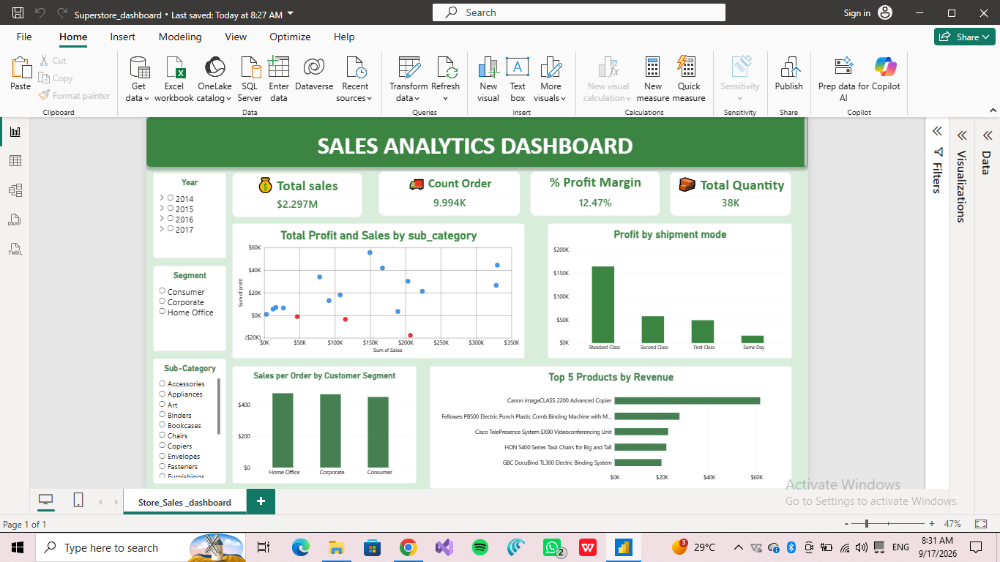 Superstore_dashboard • Last saved: Today at 8:27 AM
Search
Sign in
File
Home
Insert
Modeling
View
Optimize
Help
Share
Paste
Cut
Copy
Format painter
Clipboard
Get data
Excel workbook
OneLake catalog
SQL Server
Enter data
Dataverse
Recent sources
Data
Transform data
Refresh
Queries
New visual
Text box
More visuals
Insert
New visual calculation
New measure
Quick measure
Calculations
Sensitivity
Sensitivity
Publish
Share
Prep data for AI
Copilot
Copilot
DAX
TMDL
SALES ANALYTICS DASHBOARD
Year
2014
2015
2016
2017
Total sales
$2.297M
Count Order
9.994K
% Profit Margin
12.47%
Total Quantity
38K
Segment
Consumer
Corporate
Home Office
Total Profit and Sales by sub_category
$60K
$40K
$20K
$0K
($20K)
Sum of profit
$0K
$50K
$100K
$150K
$200K
$250K
$300K
$350K
Sum of Sales
Profit by shipment mode
$200K
$150K
$100K
$50K
$0K
Standard Class
Second Class
First Class
Same Day
Sub-Category
Accessories
Appliances
Art
Binders
Bookcases
Chairs
Copiers
Envelopes
Fasteners
Furnishings
Sales per Order by Customer Segment
$400
$200
$0
Home Office
Corporate
Consumer
Top 5 Products by Revenue
Canon imageCLASS 2200 Advanced Copier
Fellowes PB500 Electric Punch Plastic Comb Binding Machine with M...
Cisco TelePresence System EX90 Videoconferencing Unit
HON 5400 Series Task Chairs for Big and Tall
GBC DocuBind TL300 Electric Binding System
$0K
$20K
$40K
$60K
Filters
Visualizations
Data
Activate Windows
Go to Settings to activate Windows.
Store_Sales _dashboard
Page 1 of 1
47%
Type here to search
2
3
29°C
ENG
8:31 AM
9/17/2026